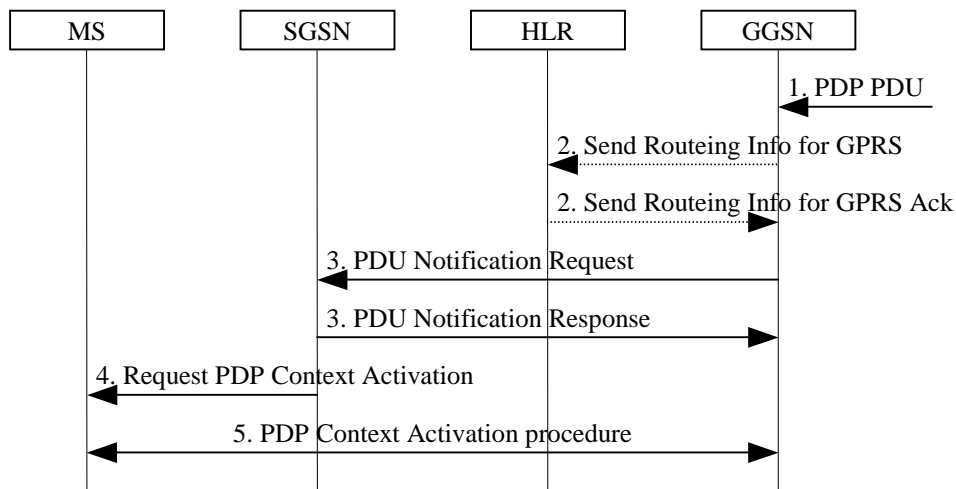 MS
SGSN
HLR
GGSN
1. PDP PDU
2. Send Routeing Info for GPRS
2. Send Routeing Info for GPRS Ack
3. PDU Notification Request
3. PDU Notification Response
4. Request PDP Context Activation
5. PDP Context Activation procedure